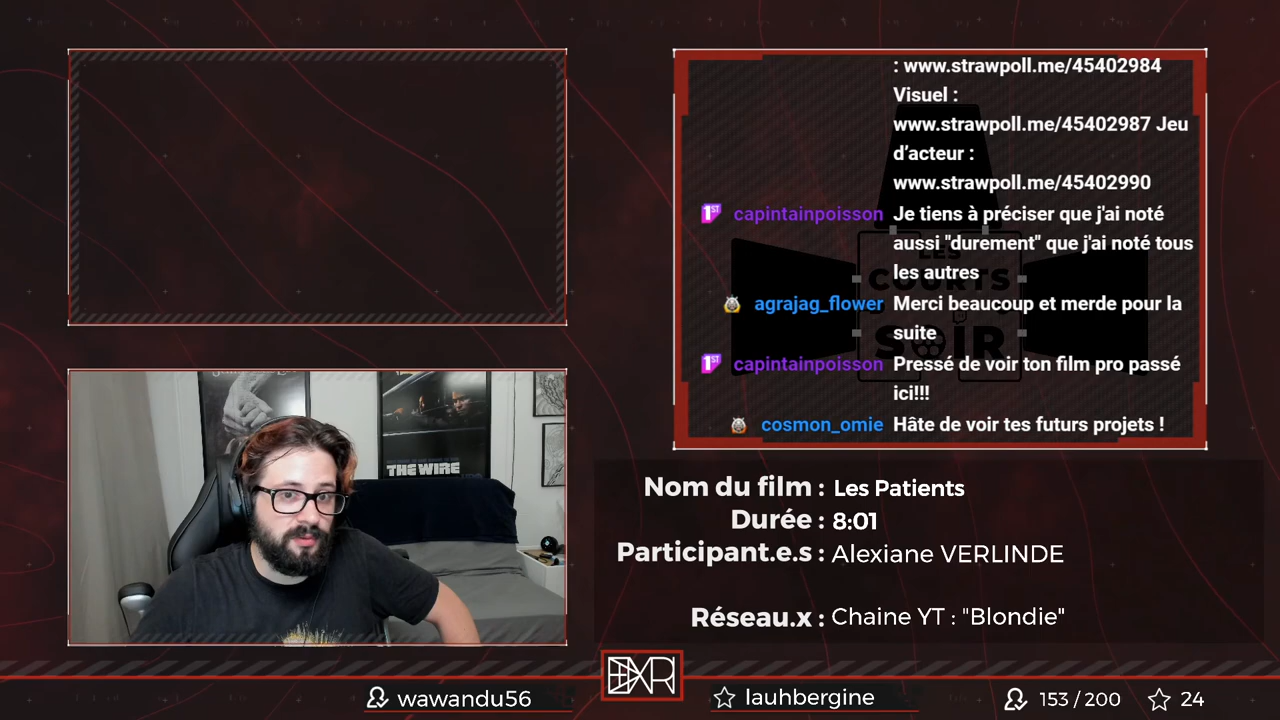 : www.strawpoll.me/45402984
Visuel :
www.strawpoll.me/45402987 Jeu
d’acteur :
www.strawpoll.me/45402990
capintainpoisson Je tiens à préciser que j'ai noté
aussi "durement" que j'ai noté tous
les autres
agrajag_flower Merci beaucoup et merde pour la
suite
capintainpoisson Pressé de voir ton film pro passé
ici!!!
cosmon_omie Hâte de voir tes futurs projets !
LES
COURTS
SOIR
THE WIRE
Nom du film : Les Patients
Durée : 8:01
Participant.e.s : Alexiane VERLINDE
Réseau.x : Chaine YT : "Blondie"
wawandu56
lauhbergine
153 / 200
24